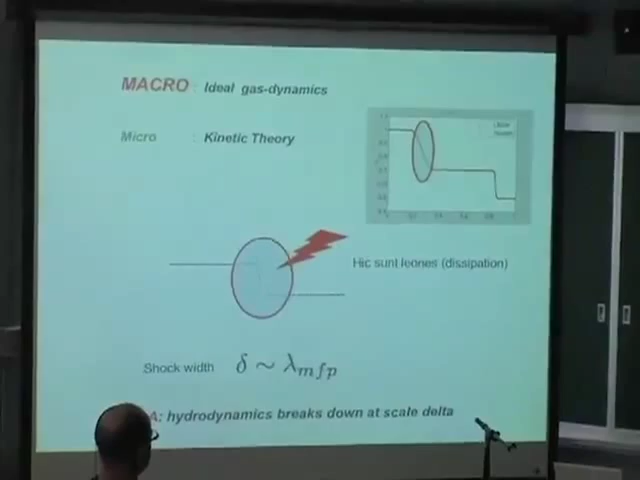 MACRO : Ideal gas-dynamics
Micro : Kinetic Theory
Hic sunt leones (dissipation)
Shock width δ ~ λmfp
A: hydrodynamics breaks down at scale delta